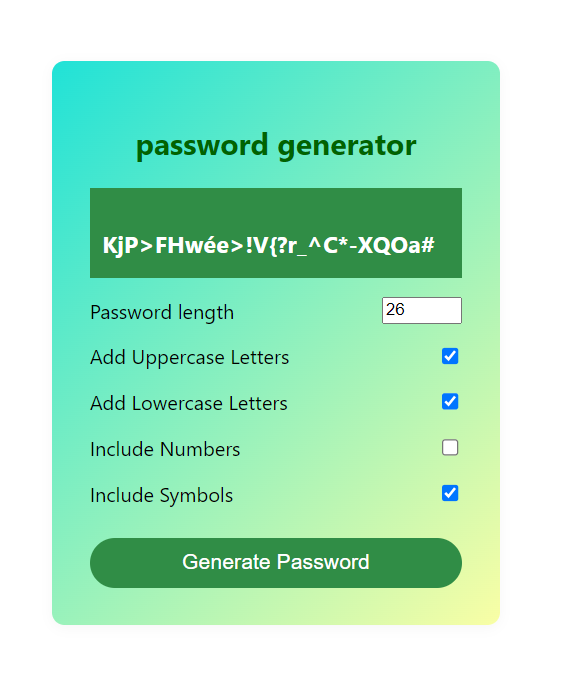 password generator
KjP>FHwée>!V{?r_^C*-XQOa#
Password length
26
Add Uppercase Letters
Add Lowercase Letters
Include Numbers
Include Symbols
Generate Password